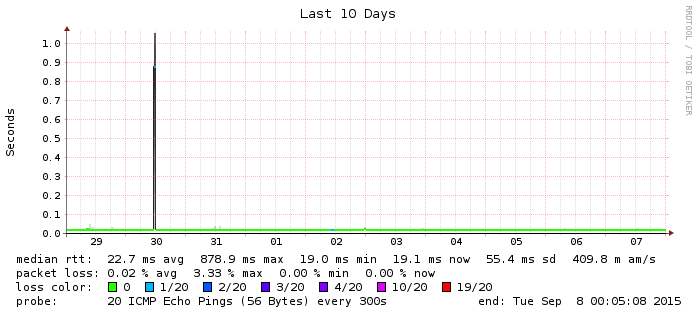 Last 10 Days
RRDTOOL / TOBI OETIKER
Seconds
1.0
0.9
0.8
0.7
0.6
0.5
0.4
0.3
0.2
0.1
0.0
29 30 31 01 02 03 04 05 06 07
median rtt: 22.7 ms avg 878.9 ms max 19.0 ms min 19.1 ms now 55.4 ms sd 409.8 m am/s
packet loss: 0.02 % avg 3.33 % max 0.00 % min 0.00 % now
loss color: 0 1/20 2/20 3/20 4/20 10/20 19/20
probe: 20 ICMP Echo Pings (56 Bytes) every 300s end: Tue Sep 8 00:05:08 2015